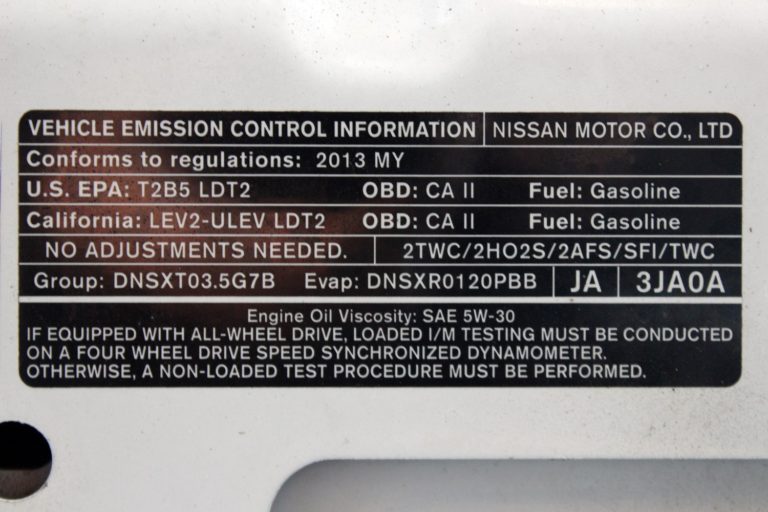 VEHICLE EMISSION CONTROL INFORMATION NISSAN MOTOR CO., LTD
Conforms to regulations: 2013 MY
U.S. EPA: T2B5 LDT2 OBD: CA II Fuel: Gasoline
California: LEV2-ULEV LDT2 OBD: CA II Fuel: Gasoline
NO ADJUSTMENTS NEEDED. 2TWC/2HO2S/2AFS/SFI/TWC
Group: DNSXT03.5G7B Evap: DNSXR0120PBB JA 3JA0A
Engine Oil Viscosity: SAE 5W-30
IF EQUIPPED WITH ALL-WHEEL DRIVE, LOADED I/M TESTING MUST BE CONDUCTED
ON A FOUR WHEEL DRIVE SPEED SYNCHRONIZED DYNAMOMETER.
OTHERWISE, A NON-LOADED TEST PROCEDURE MUST BE PERFORMED.